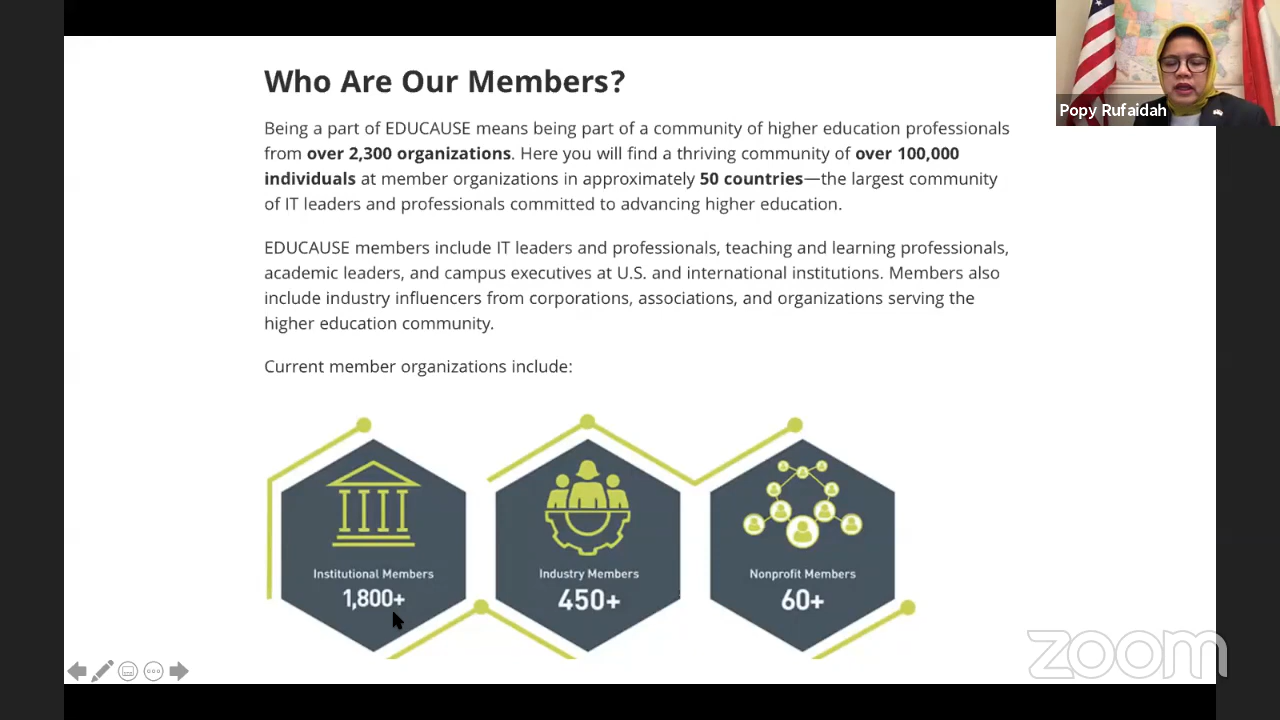 Who Are Our Members?
Being a part of EDUCAUSE means being part of a community of higher education professionals
from over 2,300 organizations. Here you will find a thriving community of over 100,000
individuals at member organizations in approximately 50 countries—the largest community
of IT leaders and professionals committed to advancing higher education.
EDUCAUSE members include IT leaders and professionals, teaching and learning professionals,
academic leaders, and campus executives at U.S. and international institutions. Members also
include industry influencers from corporations, associations, and organizations serving the
higher education community.
Current member organizations include:
Institutional Members
1,800+
Industry Members
450+
Nonprofit Members
60+
Popy Rufaidah
zoom